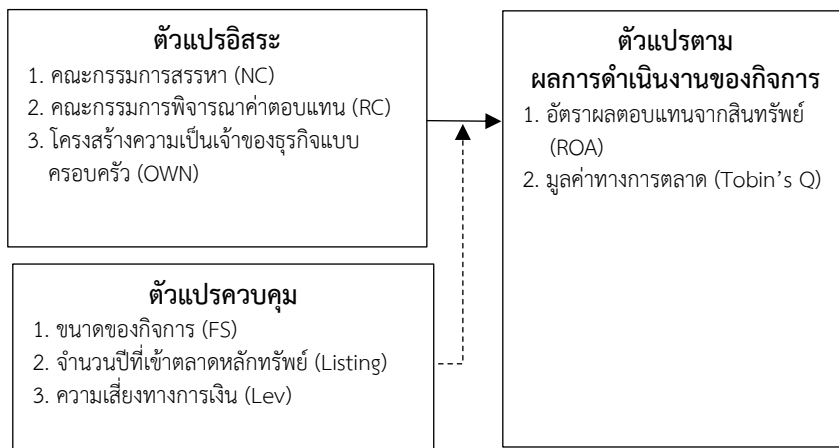 ตัวแปรอิสระ
1. คณะกรรมการสรรหา (NC)
2. คณะกรรมการพิจารณาค่าตอบแทน (RC)
3. โครงสร้างความเป็นเจ้าของธุรกิจแบบ
ครอบครัว (OWN)
ตัวแปรควบคุม
1. ขนาดของกิจการ (FS)
2. จำนวนปีที่เข้าตลาดหลักทรัพย์ (Listing)
3. ความเสี่ยงทางการเงิน (Lev)
ตัวแปรตาม
ผลการดำเนินงานของกิจการ
1. อัตราผลตอบแทนจากสินทรัพย์
(ROA)
2. มูลค่าทางการตลาด (Tobin’s Q)